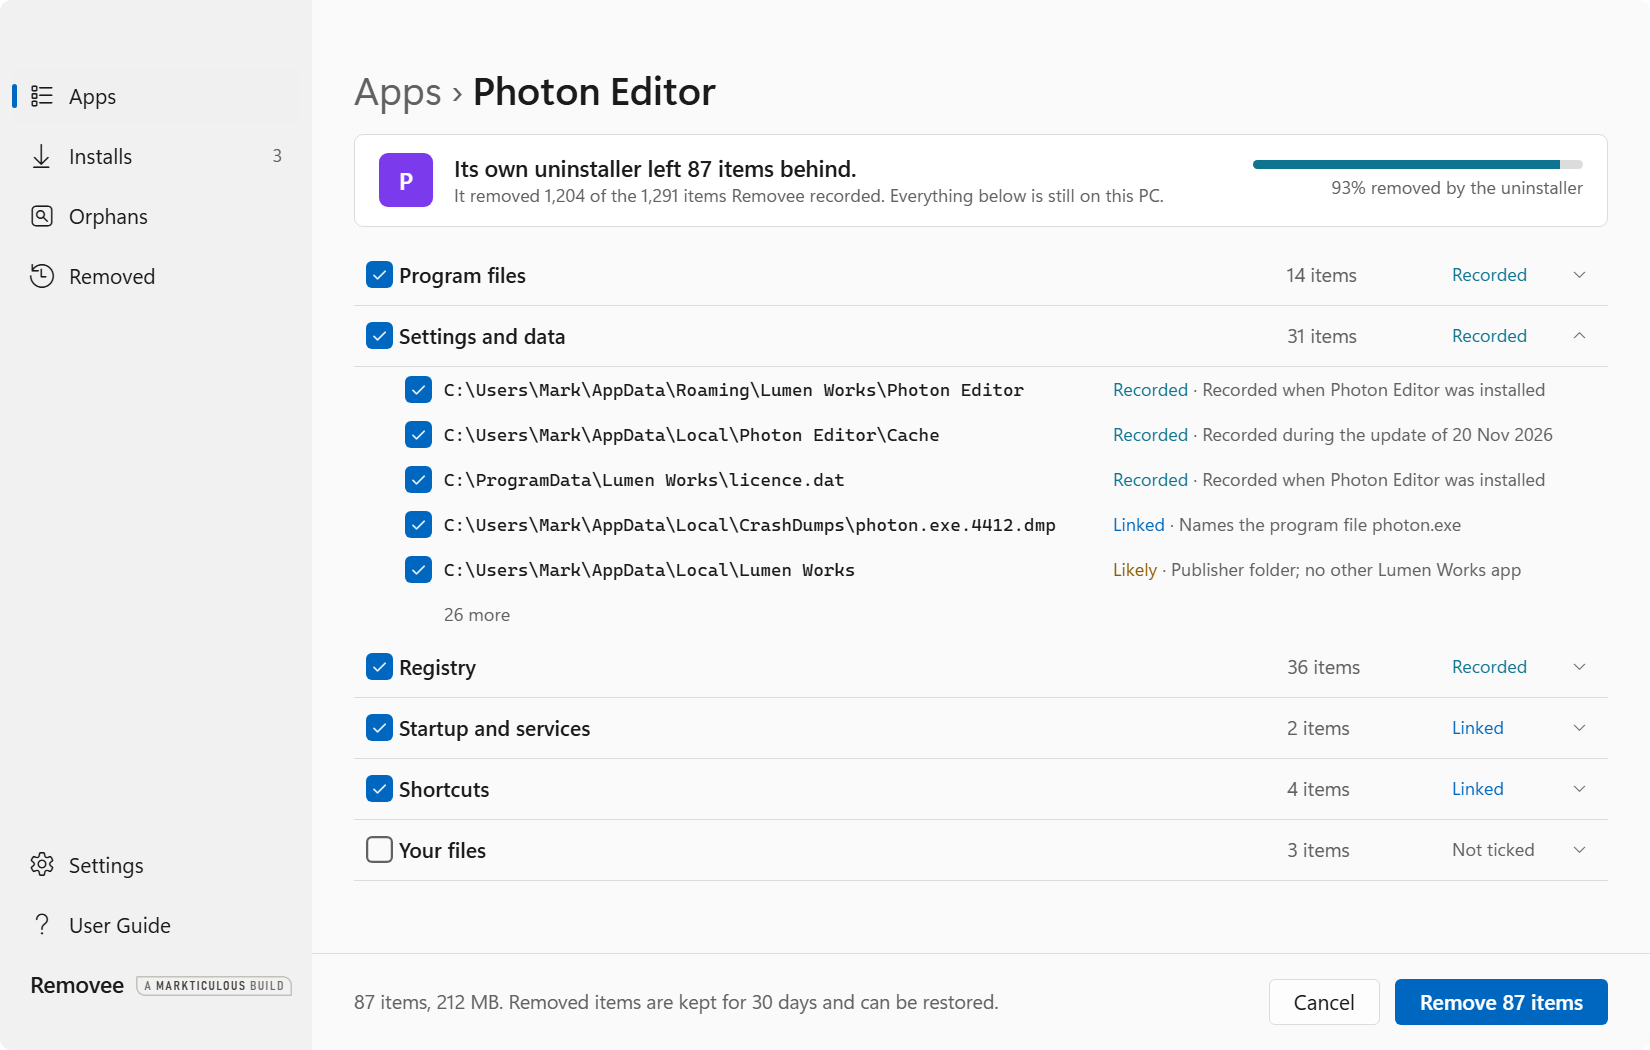 Apps
Installs 3
Orphans
Removed
Settings
User Guide
Removee A MARKTICULOUS BUILD
Apps › Photon Editor
P
Its own uninstaller left 87 items behind.
It removed 1,204 of the 1,291 items Removee recorded. Everything below is still on this PC.
93% removed by the uninstaller
Program files 14 items Recorded
Settings and data 31 items Recorded
C:\Users\Mark\AppData\Roaming\Lumen Works\Photon Editor Recorded · Recorded when Photon Editor was installed
C:\Users\Mark\AppData\Local\Photon Editor\Cache Recorded · Recorded during the update of 20 Nov 2026
C:\ProgramData\Lumen Works\licence.dat Recorded · Recorded when Photon Editor was installed
C:\Users\Mark\AppData\Local\CrashDumps\photon.exe.4412.dmp Linked · Names the program file photon.exe
C:\Users\Mark\AppData\Local\Lumen Works Likely · Publisher folder; no other Lumen Works app
26 more
Registry 36 items Recorded
Startup and services 2 items Linked
Shortcuts 4 items Linked
Your files 3 items Not ticked
87 items, 212 MB. Removed items are kept for 30 days and can be restored.
Cancel
Remove 87 items